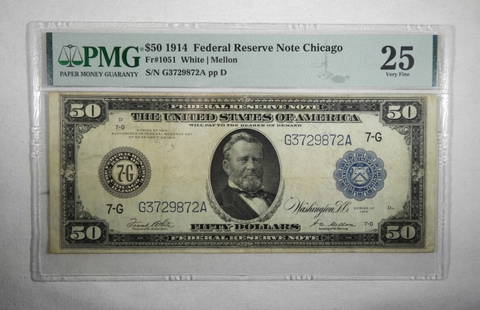 PMG
PAPER MONEY GUARANTY
$50 1914 Federal Reserve Note Chicago
Fr#1051 White | Mellon
S/N G3729872A pp D
25
Very Fine
50
FEDERAL RESERVE NOTE
50
THE UNITED STATES OF AMERICA
WILL PAY TO THE BEARER ON DEMAND
D
7-G
G3729872A
7-G
7-G
7-G
G3729872A
Washington, D.C.
7-G
50
FIFTY DOLLARS
50
FEDERAL RESERVE NOTE